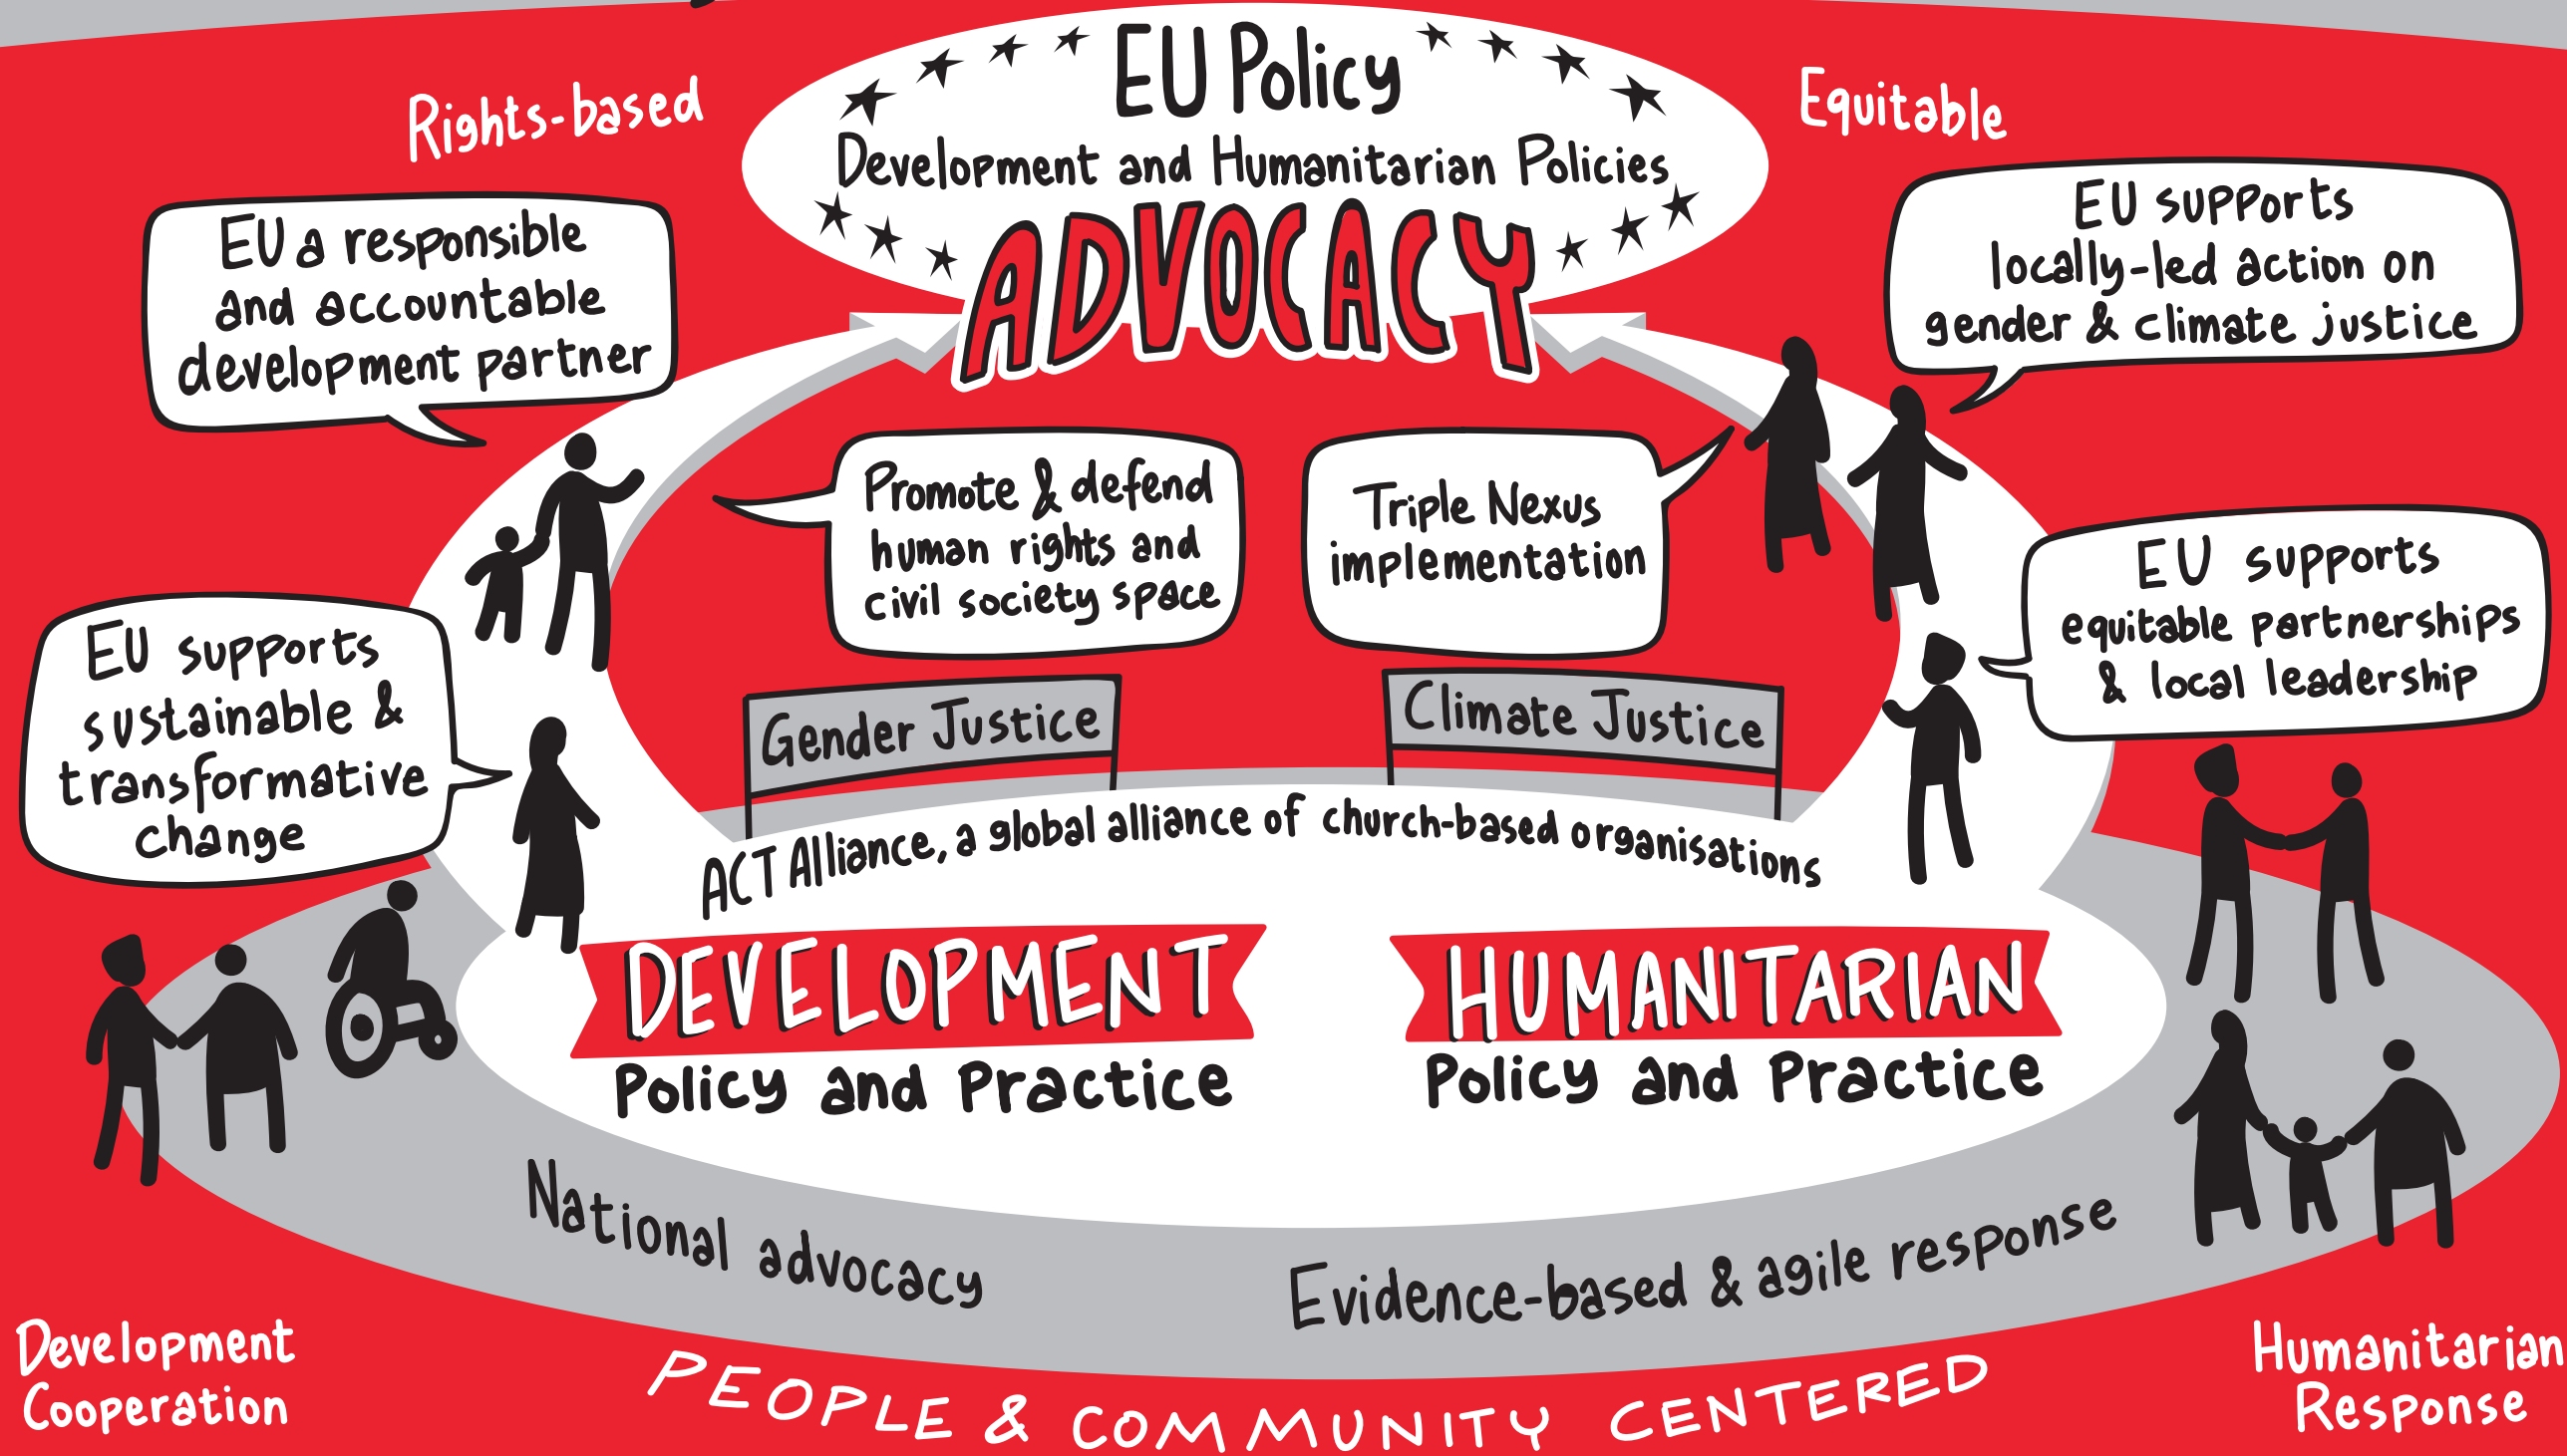 EU Policy
Development and Humanitarian Policies
ADVOCACY
Rights-based
Equitable
EU a responsible
and accountable
development partner
EU supports
locally-led action on
gender & climate justice
Promote & defend
human rights and
civil society space
Triple Nexus
implementation
EU supports
sustainable &
transformative
change
EU supports
equitable partnerships
& local leadership
Gender Justice
Climate Justice
ACT Alliance, a global alliance of church-based organisations
DEVELOPMENT
Policy and Practice
HUMANITARIAN
Policy and Practice
National advocacy
Evidence-based & agile response
Development
Cooperation
PEOPLE & COMMUNITY CENTERED
Humanitarian
Response